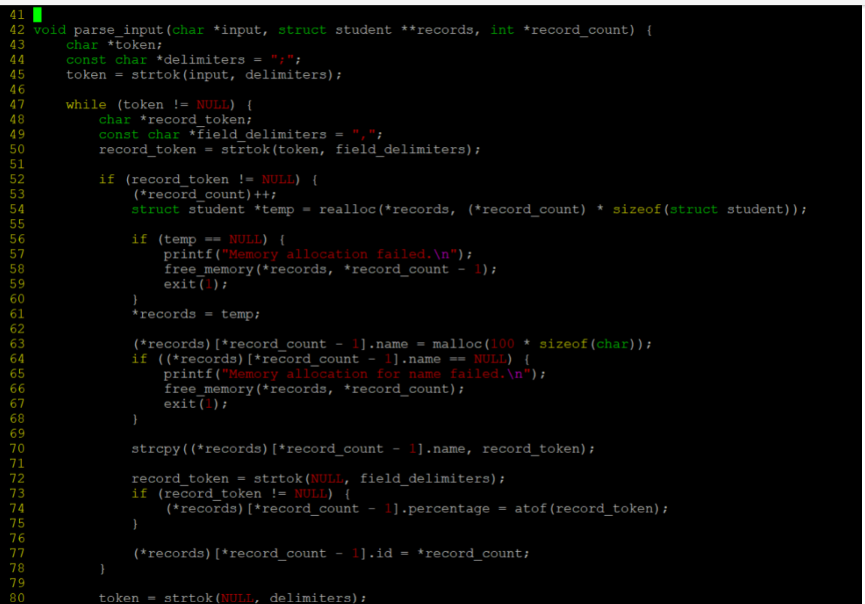 41
42 void parse_input(char *input, struct student **records, int *record_count) {
43     char *token;
44     const char *delimiters = ";";
45     token = strtok(input, delimiters);
46
47     while (token != NULL) {
48         char *record_token;
49         const char *field_delimiters = ",";
50         record_token = strtok(token, field_delimiters);
51
52         if (record_token != NULL) {
53             (*record_count)++;
54             struct student *temp = realloc(*records, (*record_count) * sizeof(struct student));
55
56             if (temp == NULL) {
57                 printf("Memory allocation failed.\n");
58                 free_memory(*records, *record_count - 1);
59                 exit(1);
60             }
61             *records = temp;
62
63             (*records)[*record_count - 1].name = malloc(100 * sizeof(char));
64             if ((*records)[*record_count - 1].name == NULL) {
65                 printf("Memory allocation for name failed.\n");
66                 free_memory(*records, *record_count);
67                 exit(1);
68             }
69
70             strcpy((*records)[*record_count - 1].name, record_token);
71
72             record_token = strtok(NULL, field_delimiters);
73             if (record_token != NULL) {
74                 (*records)[*record_count - 1].percentage = atof(record_token);
75             }
76
77             (*records)[*record_count - 1].id = *record_count;
78         }
79
80         token = strtok(NULL, delimiters);